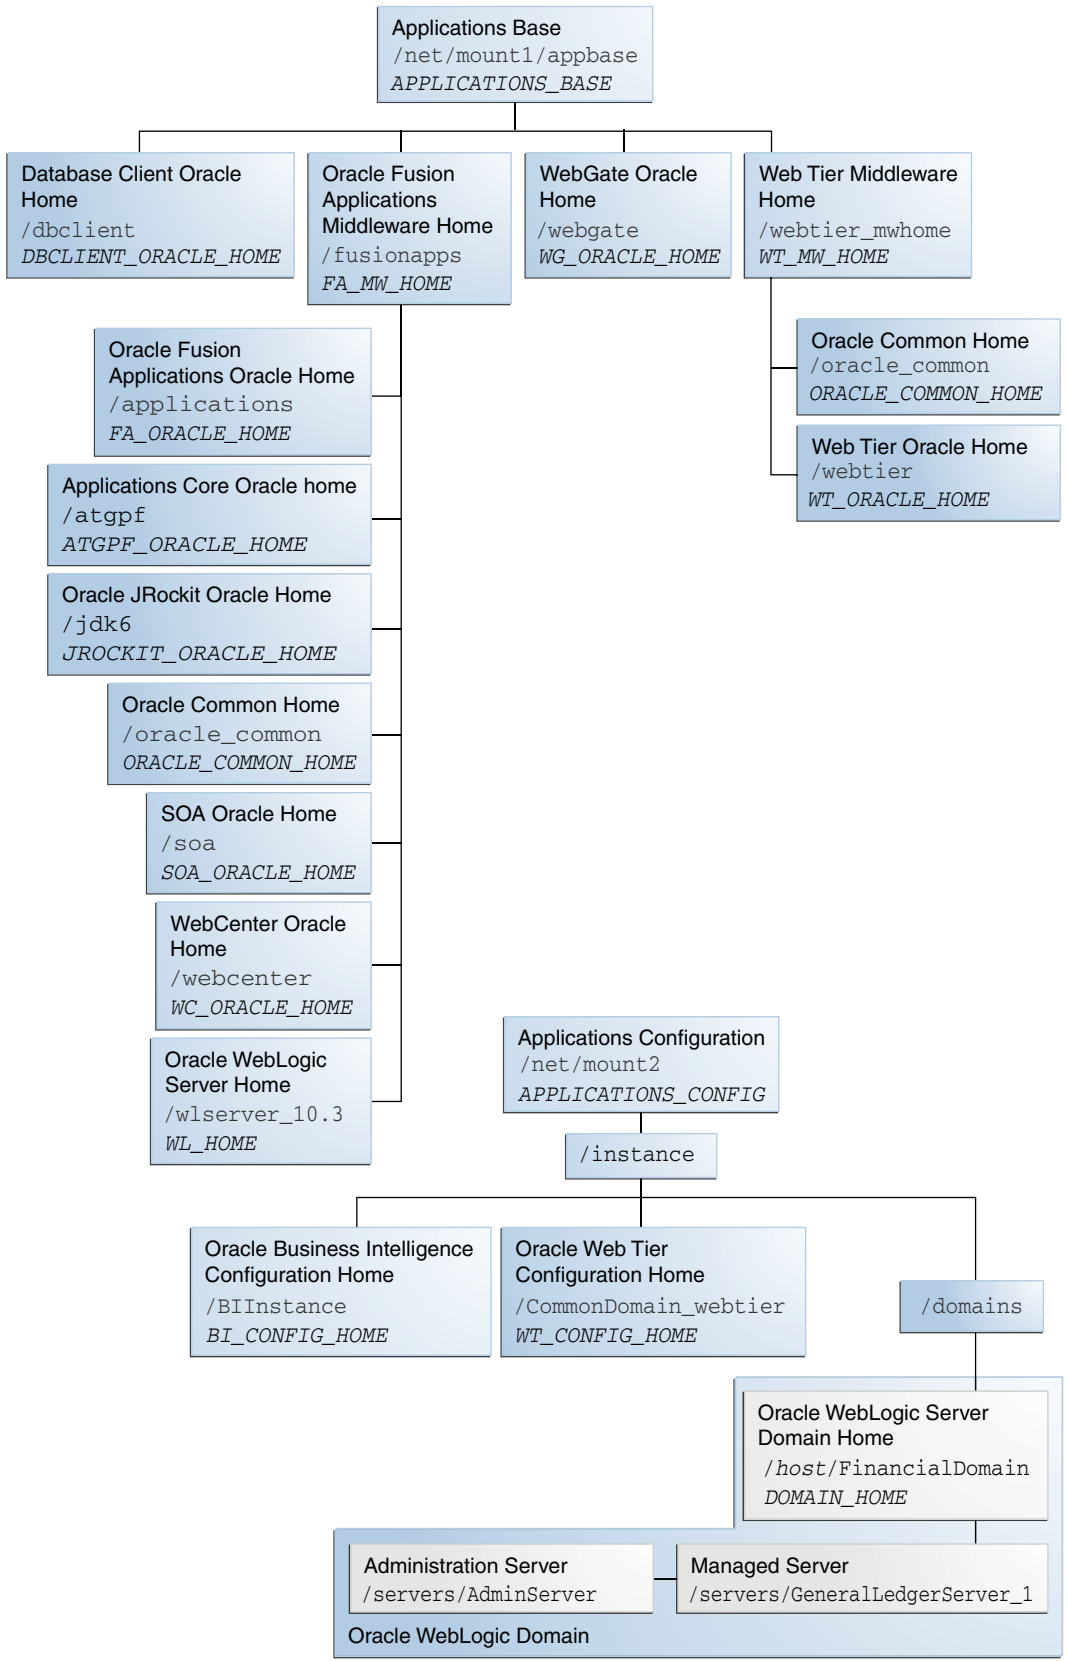 Applications Base
/net/mount1/appbase
APPLICATIONS_BASE
Database Client Oracle
Home
/dbclient
DBCLIENT_ORACLE_HOME
Oracle Fusion
Applications
Middleware Home
/fusionapps
FA_MW_HOME
WebGate Oracle
Home
/webgate
WG_ORACLE_HOME
Web Tier Middleware
Home
/webtier_mwhome
WT_MW_HOME
Oracle Fusion
Applications Oracle Home
/applications
FA_ORACLE_HOME
Applications Core Oracle home
/atgpf
ATGPF_ORACLE_HOME
Oracle JRockit Oracle Home
/jdk6
JROCKIT_ORACLE_HOME
Oracle Common Home
/oracle_common
ORACLE_COMMON_HOME
SOA Oracle Home
/soa
SOA_ORACLE_HOME
WebCenter Oracle
Home
/webcenter
WC_ORACLE_HOME
Oracle WebLogic
Server Home
/wlserver_10.3
WL_HOME
Oracle Common Home
/oracle_common
ORACLE_COMMON_HOME
Web Tier Oracle Home
/webtier
WT_ORACLE_HOME
Applications Configuration
/net/mount2
APPLICATIONS_CONFIG
/instance
Oracle Business Intelligence
Configuration Home
/BIInstance
BI_CONFIG_HOME
Oracle Web Tier
Configuration Home
/CommonDomain_webtier
WT_CONFIG_HOME
/domains
Oracle WebLogic Server
Domain Home
/host/FinancialDomain
DOMAIN_HOME
Administration Server
/servers/AdminServer
Managed Server
/servers/GeneralLedgerServer_1
Oracle WebLogic Domain